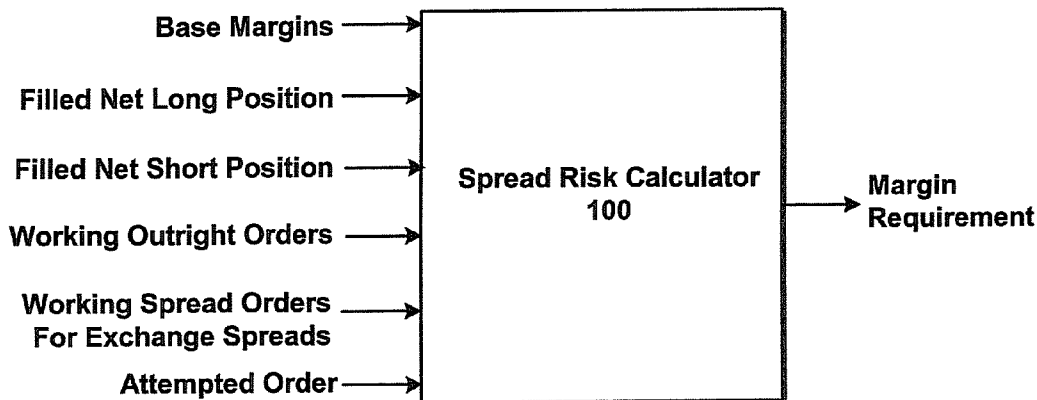 Base Margins
Filled Net Long Position
Filled Net Short Position
Working Outright Orders
Working Spread Orders
For Exchange Spreads
Attempted Order
Spread Risk Calculator
100
Margin
Requirement